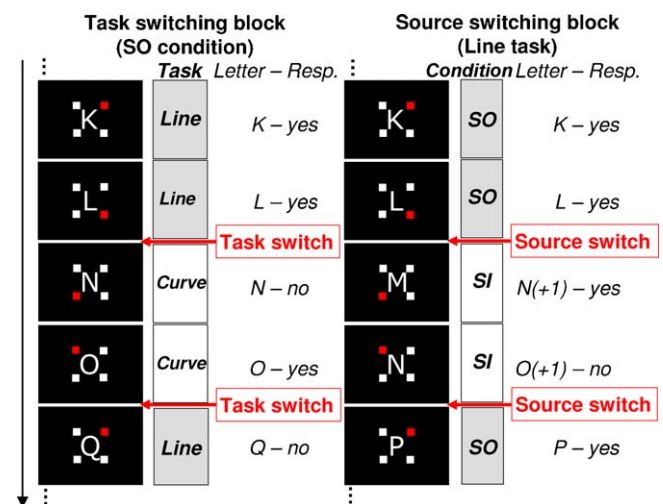 Task switching block
(SO condition)
Task Letter – Resp.
K Line K – yes
L Line L – yes
Task switch
N Curve N – no
O Curve O – yes
Task switch
Q Line Q – no
Source switching block
(Line task)
Condition Letter – Resp.
K SO K – yes
L SO L – yes
Source switch
M SI N(+1) – yes
N SI O(+1) – no
Source switch
P SO P – yes